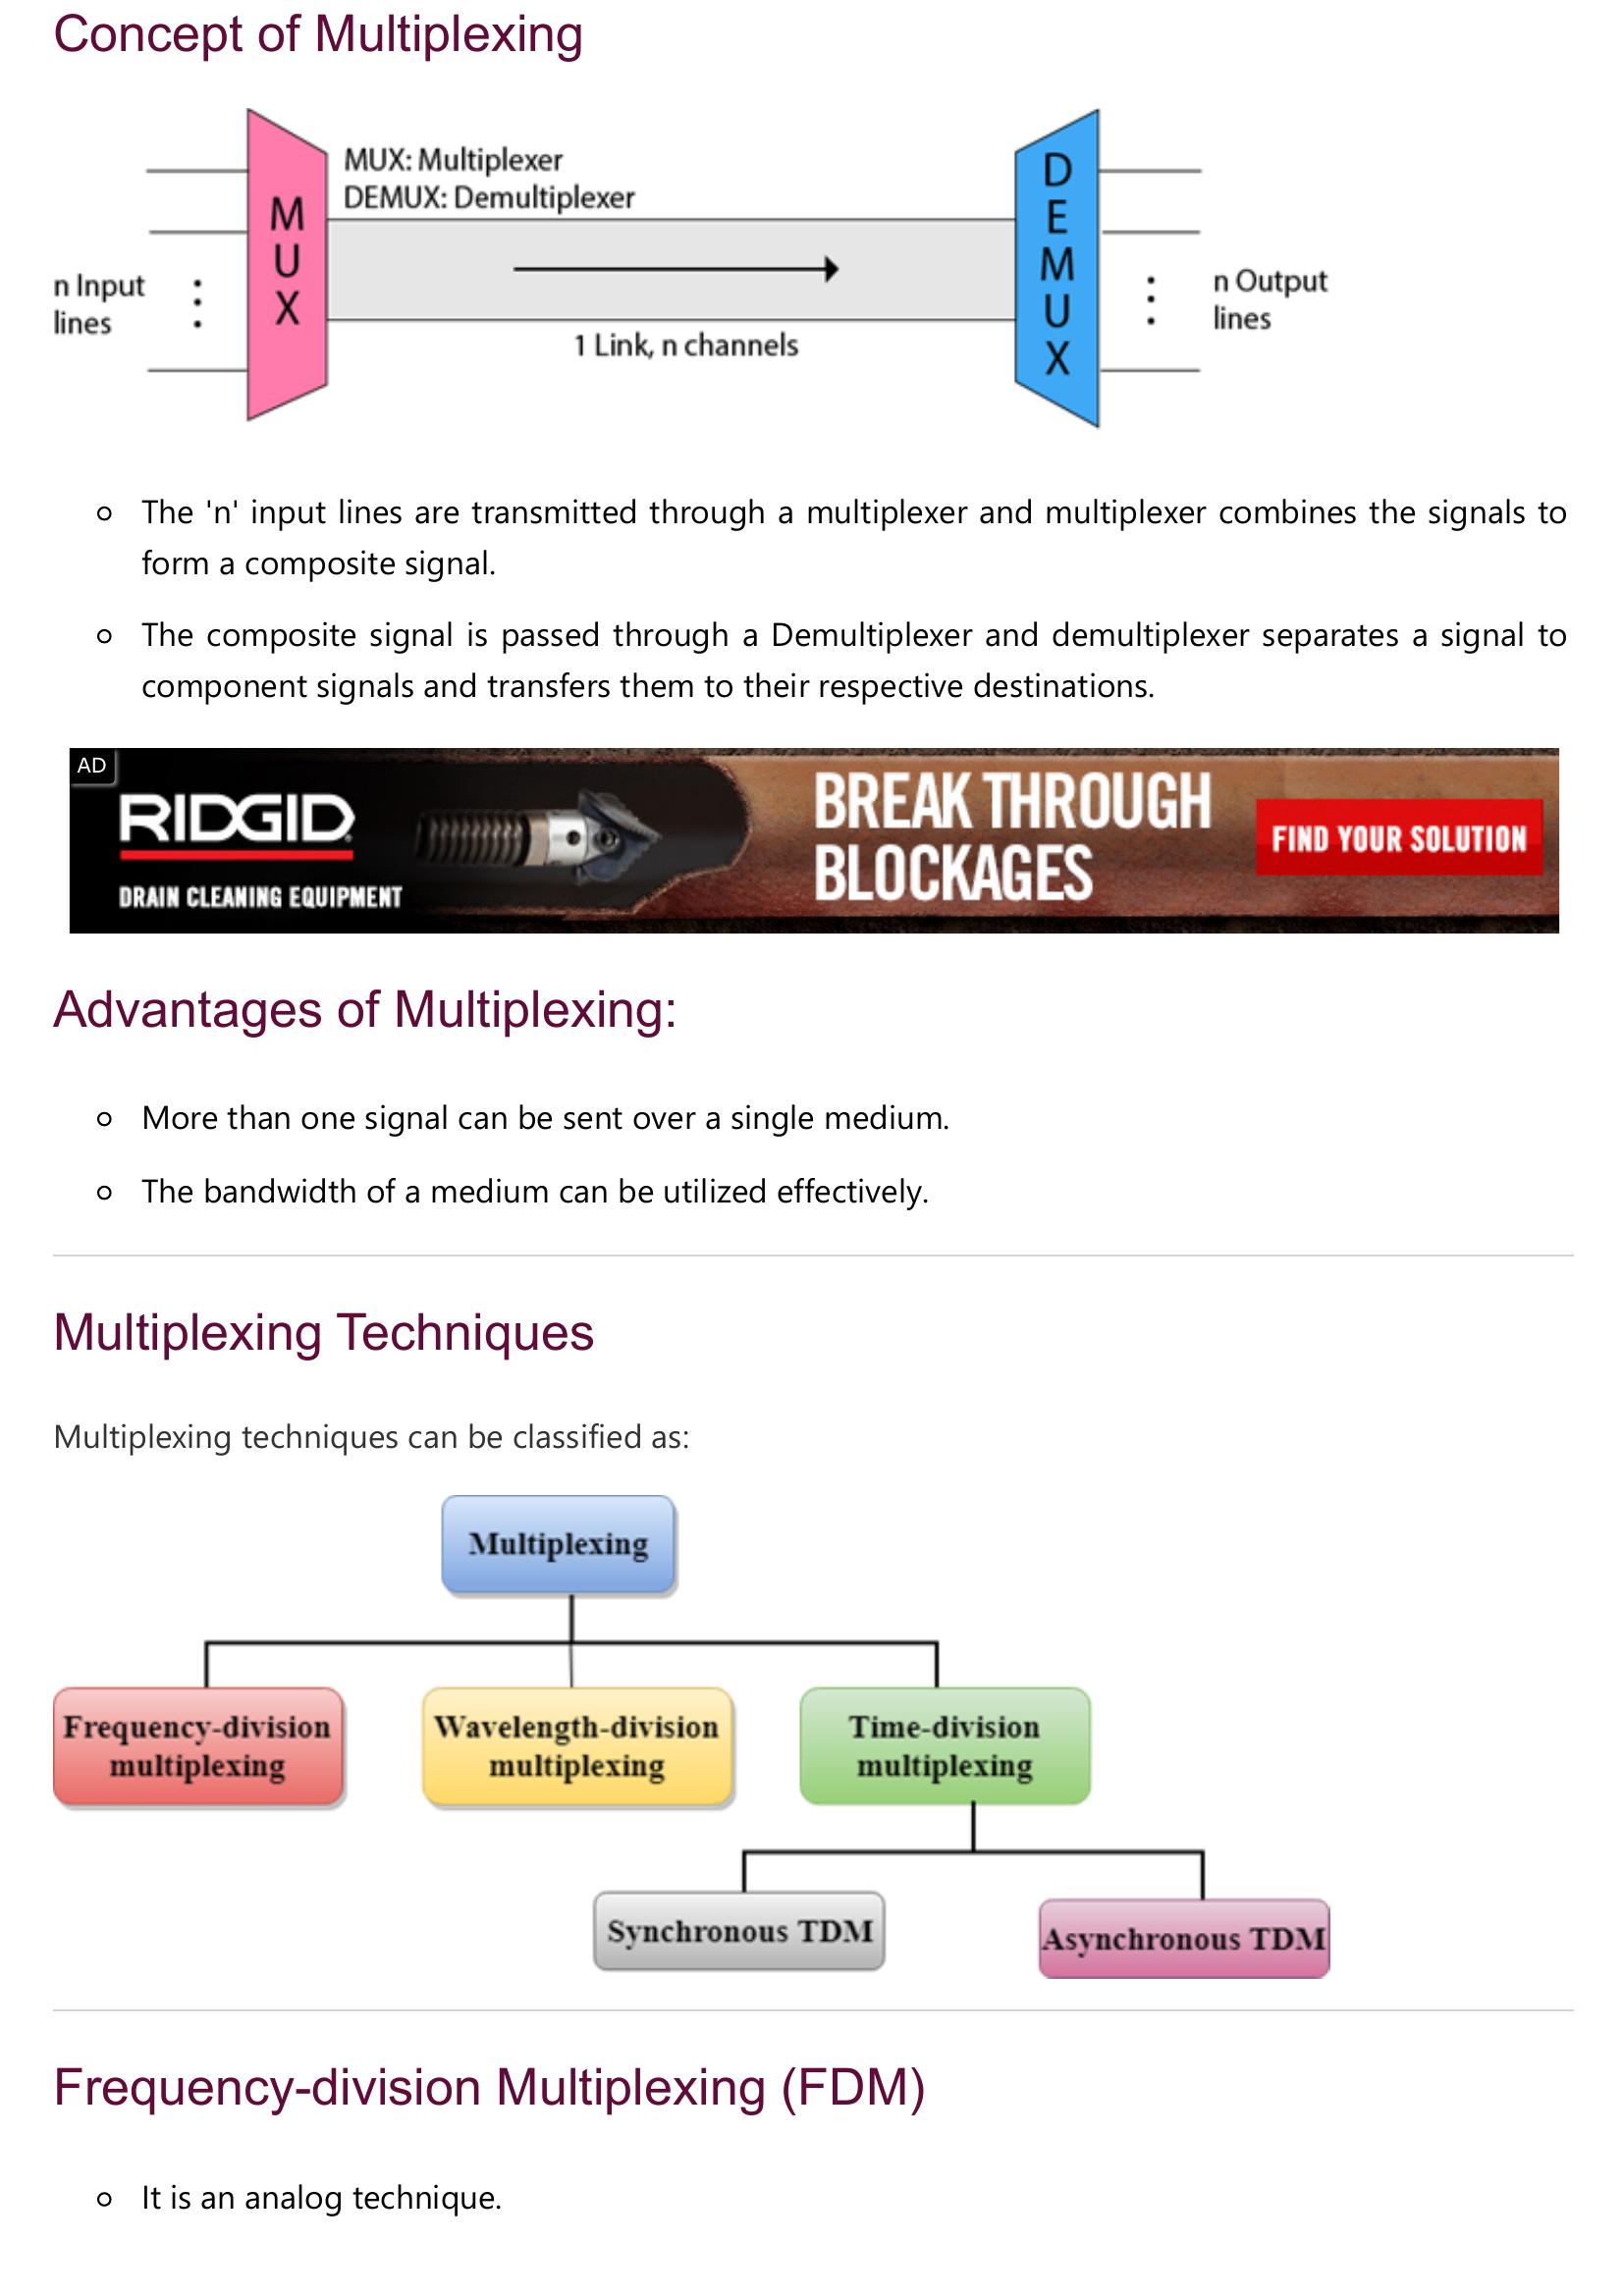 Concept of Multiplexing
MUX: Multiplexer
DEMUX: Demultiplexer
M
U
X
D
E
M
U
X
n Input
lines
n Output
lines
1 Link, n channels
The 'n' input lines are transmitted through a multiplexer and multiplexer combines the signals to
form a composite signal.
The composite signal is passed through a Demultiplexer and demultiplexer separates a signal to
component signals and transfers them to their respective destinations.
AD
RIDGID
DRAIN CLEANING EQUIPMENT
BREAK THROUGH
BLOCKAGES
FIND YOUR SOLUTION
Advantages of Multiplexing:
More than one signal can be sent over a single medium.
The bandwidth of a medium can be utilized effectively.
Multiplexing Techniques
Multiplexing techniques can be classified as:
Multiplexing
Frequency-division
multiplexing
Wavelength-division
multiplexing
Time-division
multiplexing
Synchronous TDM
Asynchronous TDM
Frequency-division Multiplexing (FDM)
It is an analog technique.